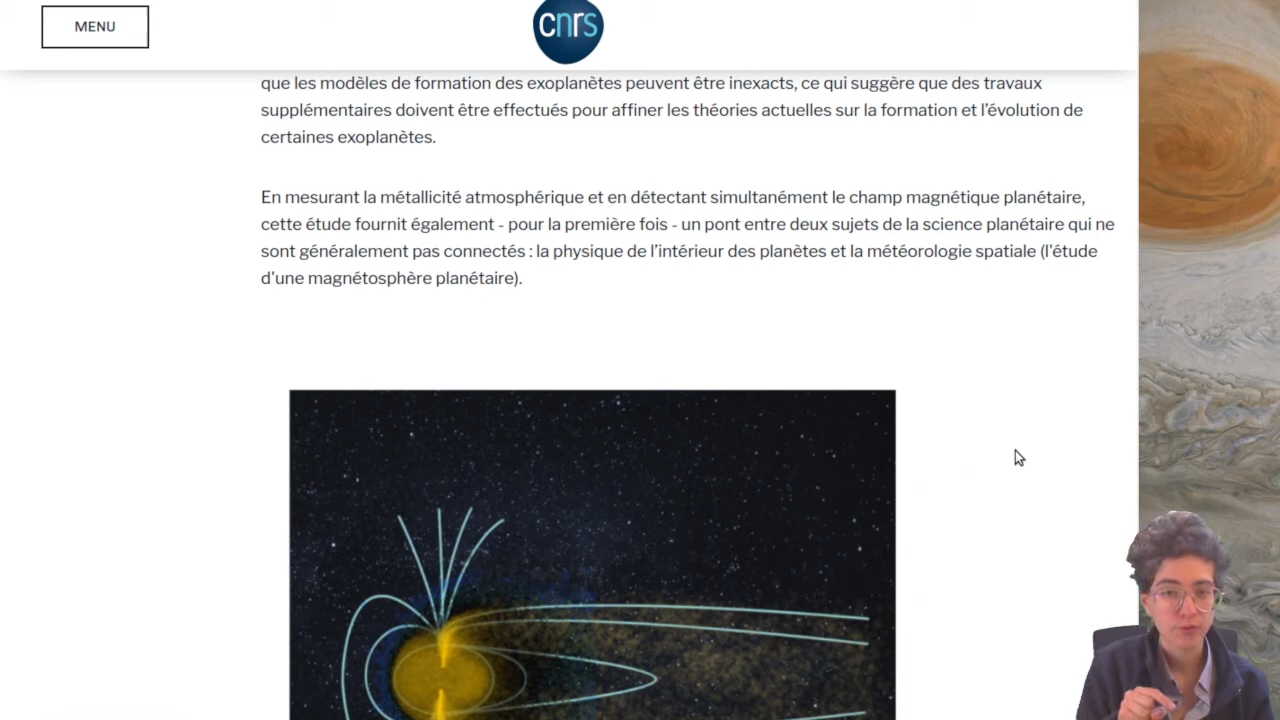 MENU
cnrs
que les modèles de formation des exoplanètes peuvent être inexacts, ce qui suggère que des travaux
supplémentaires doivent être effectués pour affiner les théories actuelles sur la formation et l’évolution de
certaines exoplanètes.
En mesurant la métallicité atmosphérique et en détectant simultanément le champ magnétique planétaire,
cette étude fournit également - pour la première fois - un pont entre deux sujets de la science planétaire qui ne
sont généralement pas connectés : la physique de l’intérieur des planètes et la météorologie spatiale (l'étude
d'une magnétosphère planétaire).